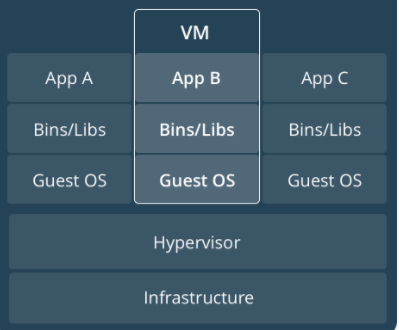 VM
App A App B App C
Bins/Libs Bins/Libs Bins/Libs
Guest OS Guest OS Guest OS
Hypervisor
Infrastructure